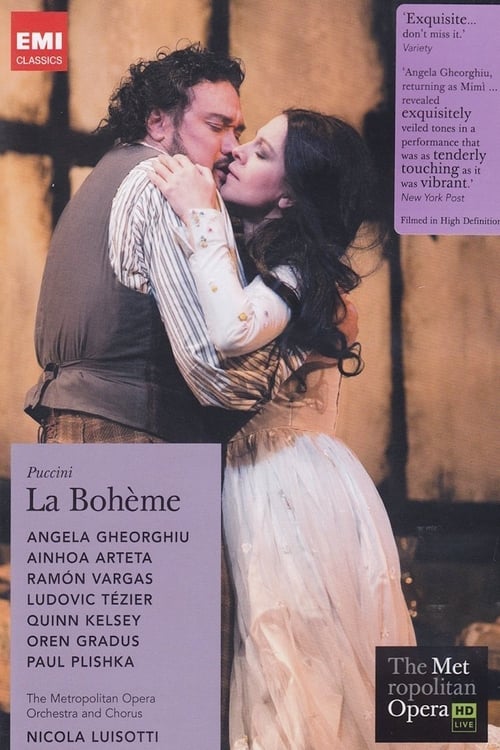 EMI
CLASSICS
‘Exquisite...
don't miss it.’
Variety
‘Angela Gheorghiu,
returning as Mimì ...
revealed
exquisitely
veiled tones in a
performance that
was as tenderly
touching as it
was vibrant.’
New York Post
Filmed in High Definition
Puccini
La Bohème
ANGELA GHEORGHIU
AINHOA ARTETA
RAMÓN VARGAS
LUDOVIC TÉZIER
QUINN KELSEY
OREN GRADUS
PAUL PLISHKA
The Metropolitan Opera
Orchestra and Chorus
NICOLA LUISOTTI
The Met
ropolitan
Opera HD
LIVE